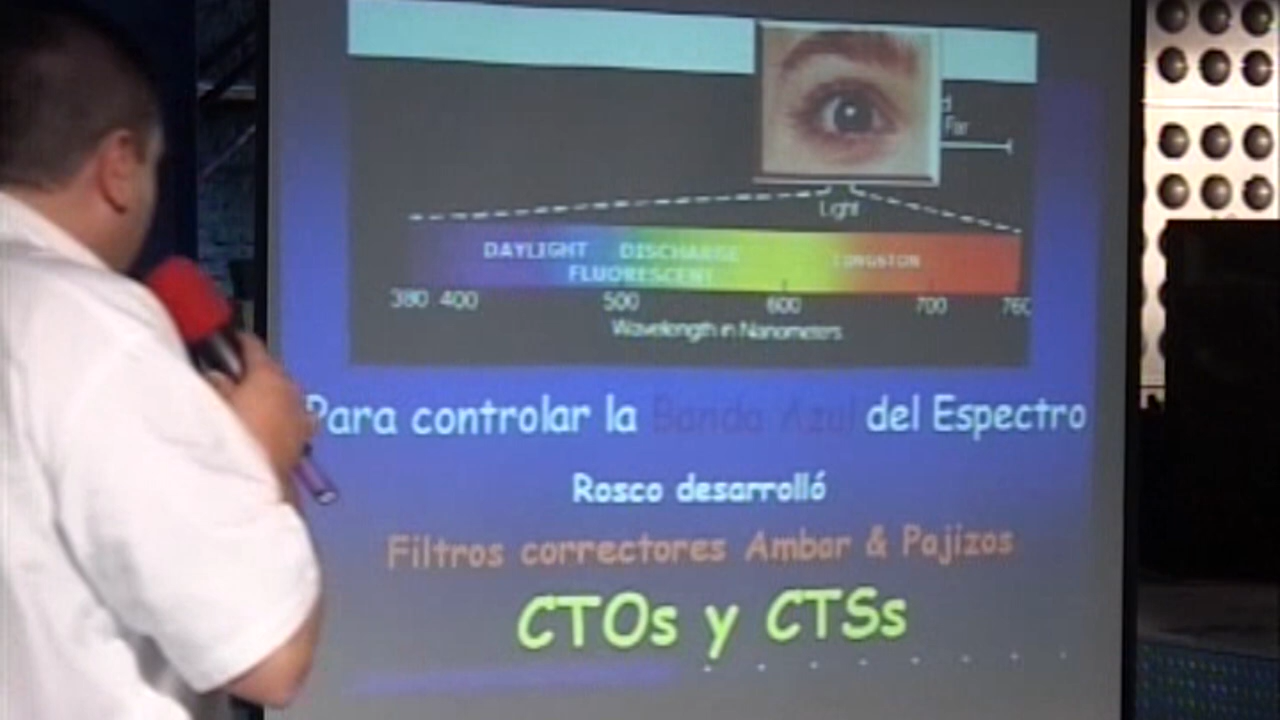 Far
Light
DAYLIGHT DISCHARGE
FLUORESCENT
380 400 500 600 700 760
Wavelength in Nanometers
Para controlar la Banda Azul del Espectro
Rosco desarrolló
Filtros correctores Ambar & Pajizos
CTOs y CTSs